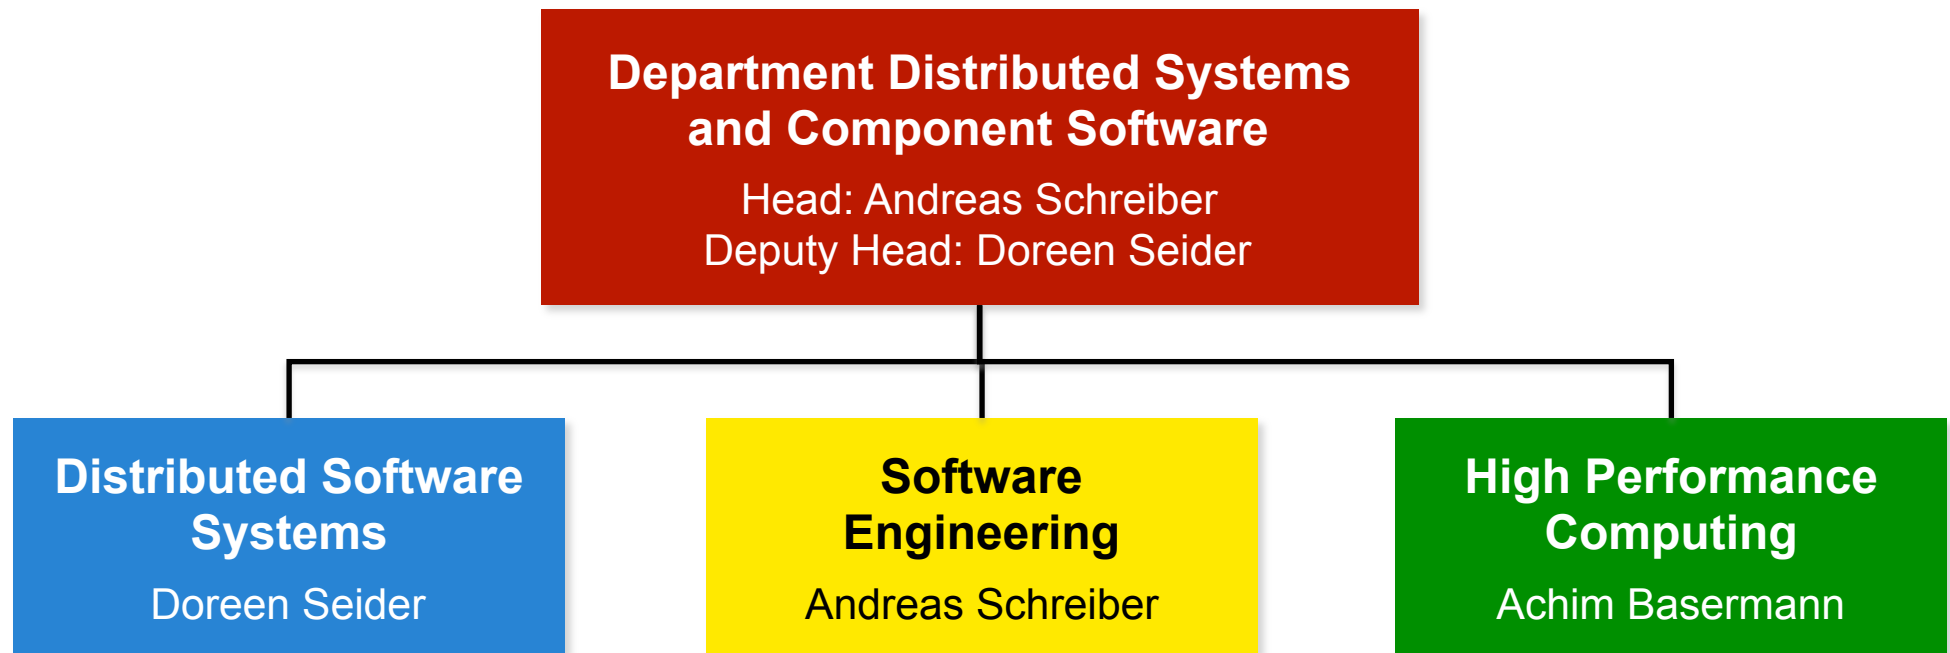 Department Distributed Systems
and Component Software
Head: Andreas Schreiber
Deputy Head: Doreen Seider
Distributed Software
Systems
Doreen Seider
Software
Engineering
Andreas Schreiber
High Performance
Computing
Achim Basermann